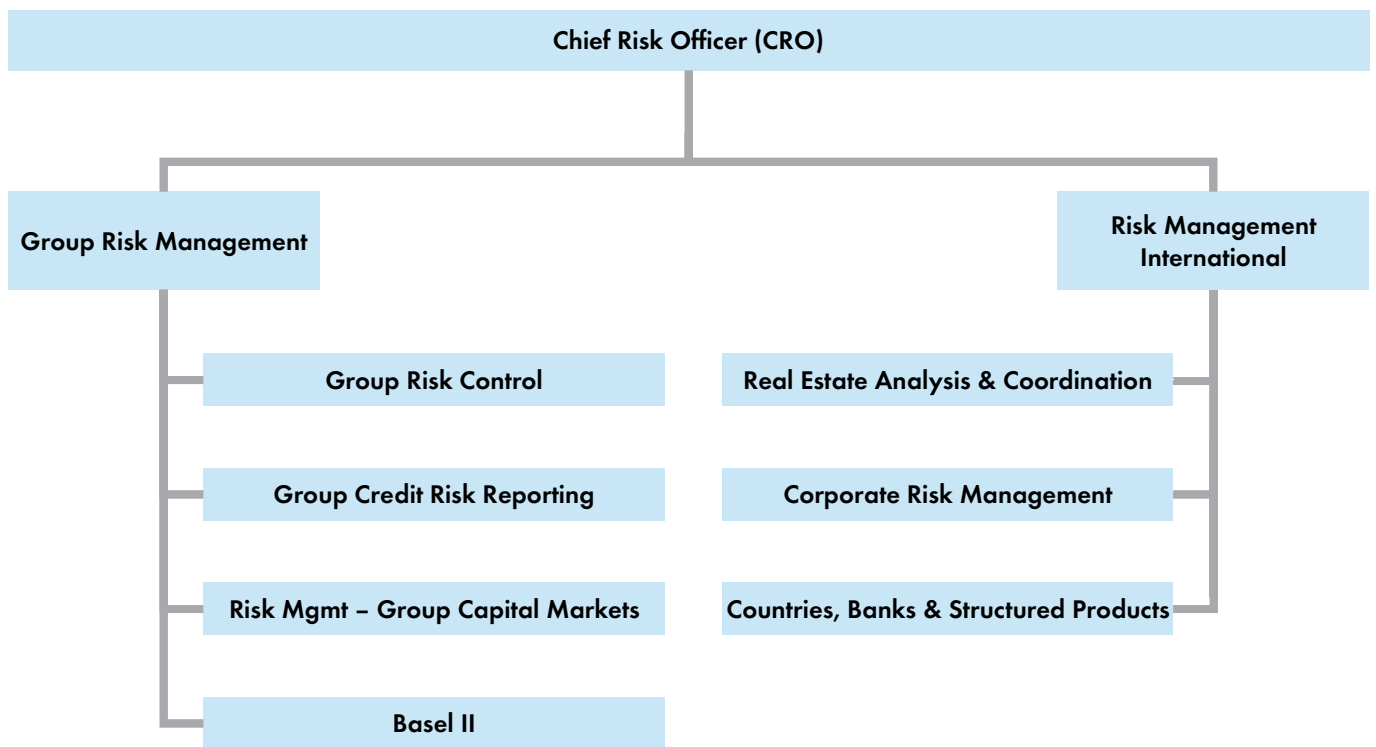 Chief Risk Officer (CRO)
Group Risk Management
Risk Management
International
Group Risk Control
Real Estate Analysis & Coordination
Group Credit Risk Reporting
Corporate Risk Management
Risk Mgmt – Group Capital Markets
Countries, Banks & Structured Products
Basel II